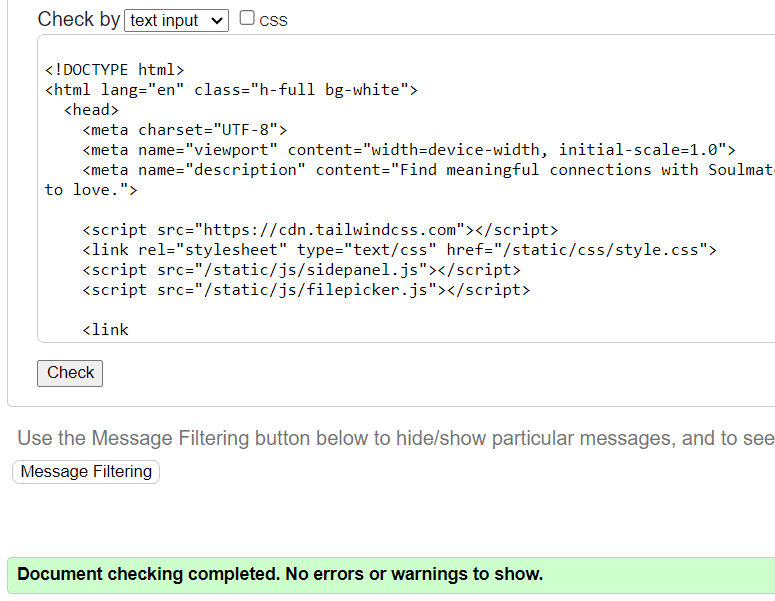 Check by text input CSS
<!DOCTYPE html>
<html lang="en" class="h-full bg-white">
<head>
<meta charset="UTF-8">
<meta name="viewport" content="width=device-width, initial-scale=1.0">
<meta name="description" content="Find meaningful connections with Soulmat
to love.">
<script src="https://cdn.tailwindcss.com"></script>
<link rel="stylesheet" type="text/css" href="/static/css/style.css">
<script src="/static/js/sidepanel.js"></script>
<script src="/static/js/filepicker.js"></script>
<link
Check
Use the Message Filtering button below to hide/show particular messages, and to see
Message Filtering
Document checking completed. No errors or warnings to show.